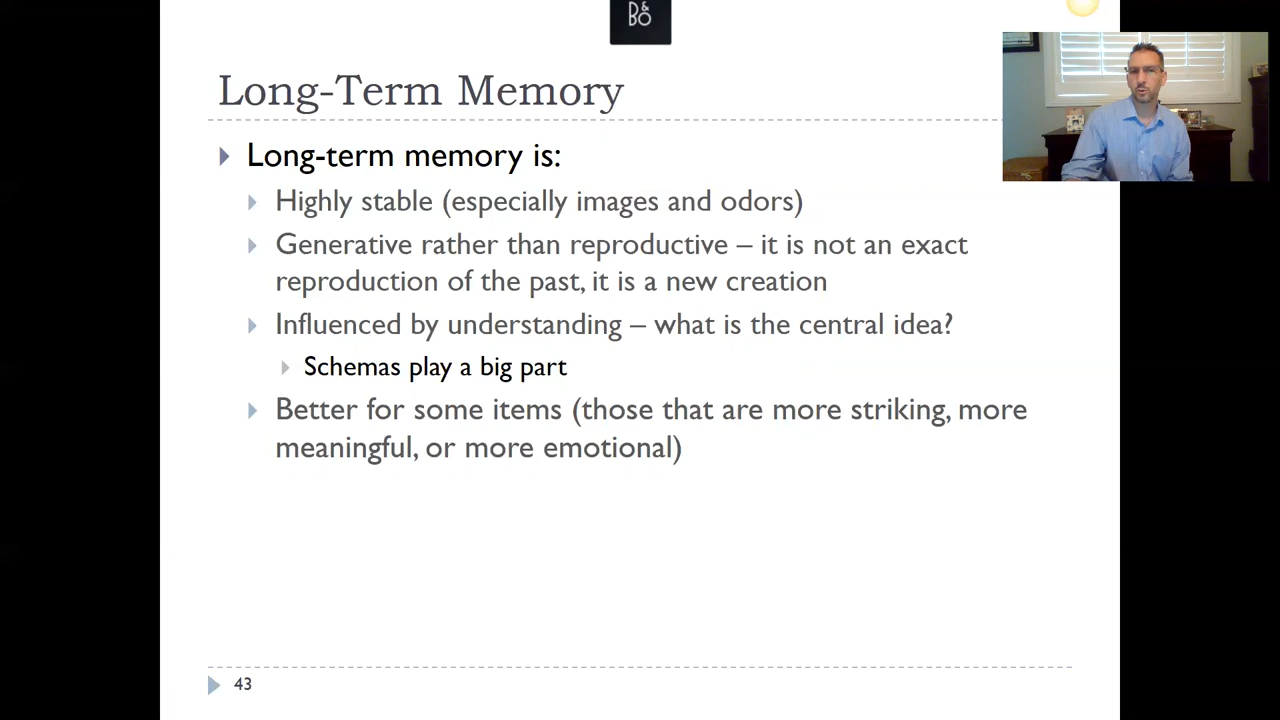 B&
BO
Long-Term Memory
Long-term memory is:
Highly stable (especially images and odors)
Generative rather than reproductive – it is not an exact
reproduction of the past, it is a new creation
Influenced by understanding – what is the central idea?
Schemas play a big part
Better for some items (those that are more striking, more
meaningful, or more emotional)
43